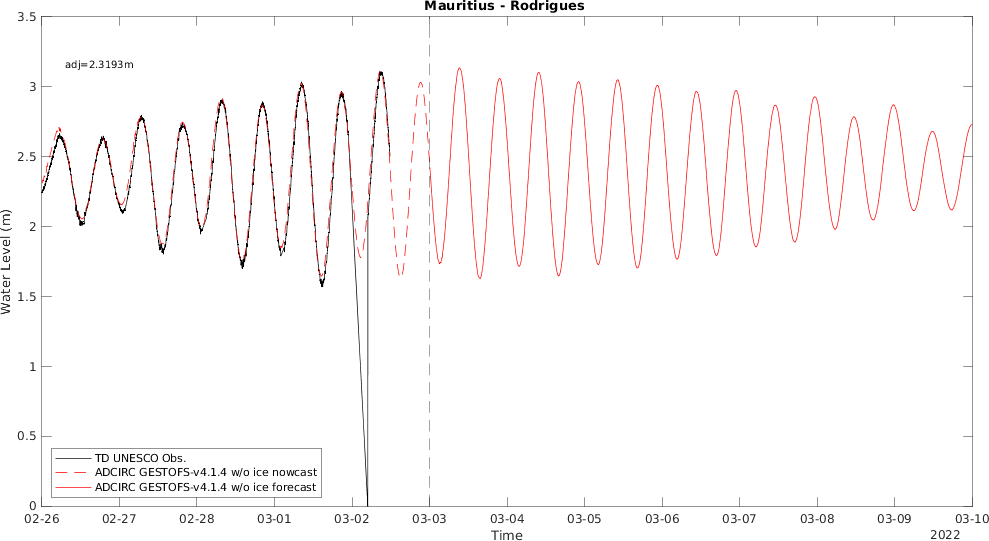 Mauritius - Rodrigues
3.5
3
2.5
2
1.5
1
0.5
0
Water Level (m)
adj=2.3193m
TD UNESCO Obs.
ADCIRC GESTOFS-v4.1.4 w/o ice nowcast
ADCIRC GESTOFS-v4.1.4 w/o ice forecast
02-26 02-27 02-28 03-01 03-02 03-03 03-04 03-05 03-06 03-07 03-08 03-09 03-10
Time
2022